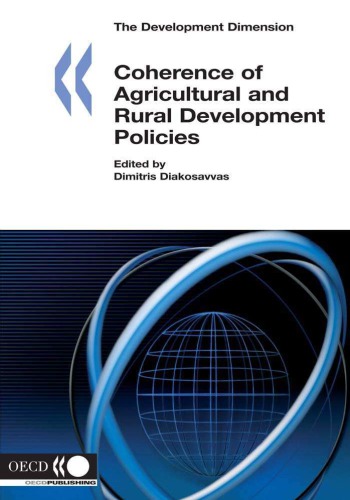 The Development Dimension
Coherence of
Agricultural and
Rural Development
Policies
Edited by
Dimitris Diakosavvas
OECD
OECDPUBLISHING